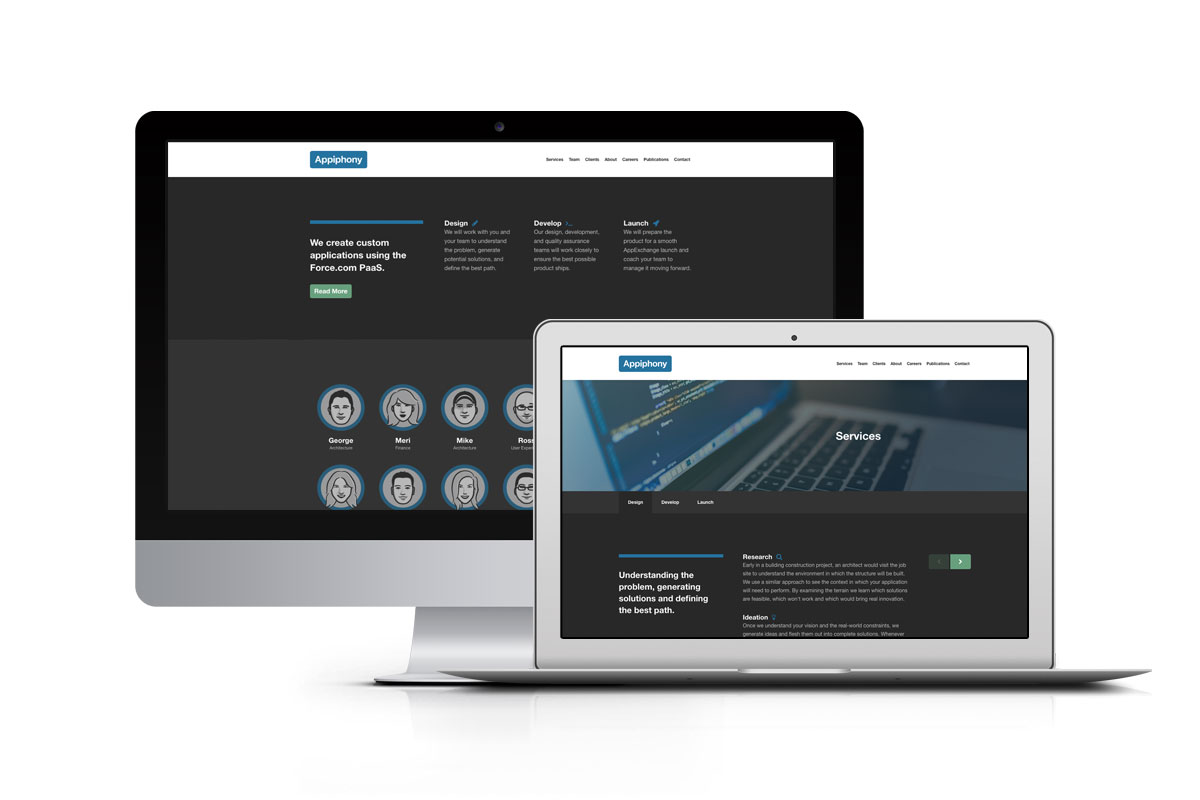 Appiphony
Services Team Clients About Careers Publications Contact
We create custom
applications using the
Force.com PaaS.
Read More
Design
We will work with you and
your team to understand
the problem, generate
potential solutions, and
define the best path.
Develop
Our design, development,
and quality assurance
teams will work closely to
ensure the best possible
product ships.
Launch
We will prepare the
product for a smooth
AppExchange launch and
coach your team to
manage it moving forward.
George
Architecture
Meri
Finance
Mike
Architecture
Ross
User Experi
Appiphony
Services Team Clients About Careers Publications Contact
Services
Design Develop Launch
Understanding the
problem, generating
solutions and defining
the best path.
Research
Early in a building construction project, an architect would visit the job
site to understand the environment in which the structure will be built.
We use a similar approach to see the context in which your application
will need to perform. By examining the terrain we learn which solutions
are feasible, which won't work and which would bring real innovation.
Ideation
Once we understand your vision and the real-world constraints, we
generate ideas and flesh them out into complete solutions. Whenever